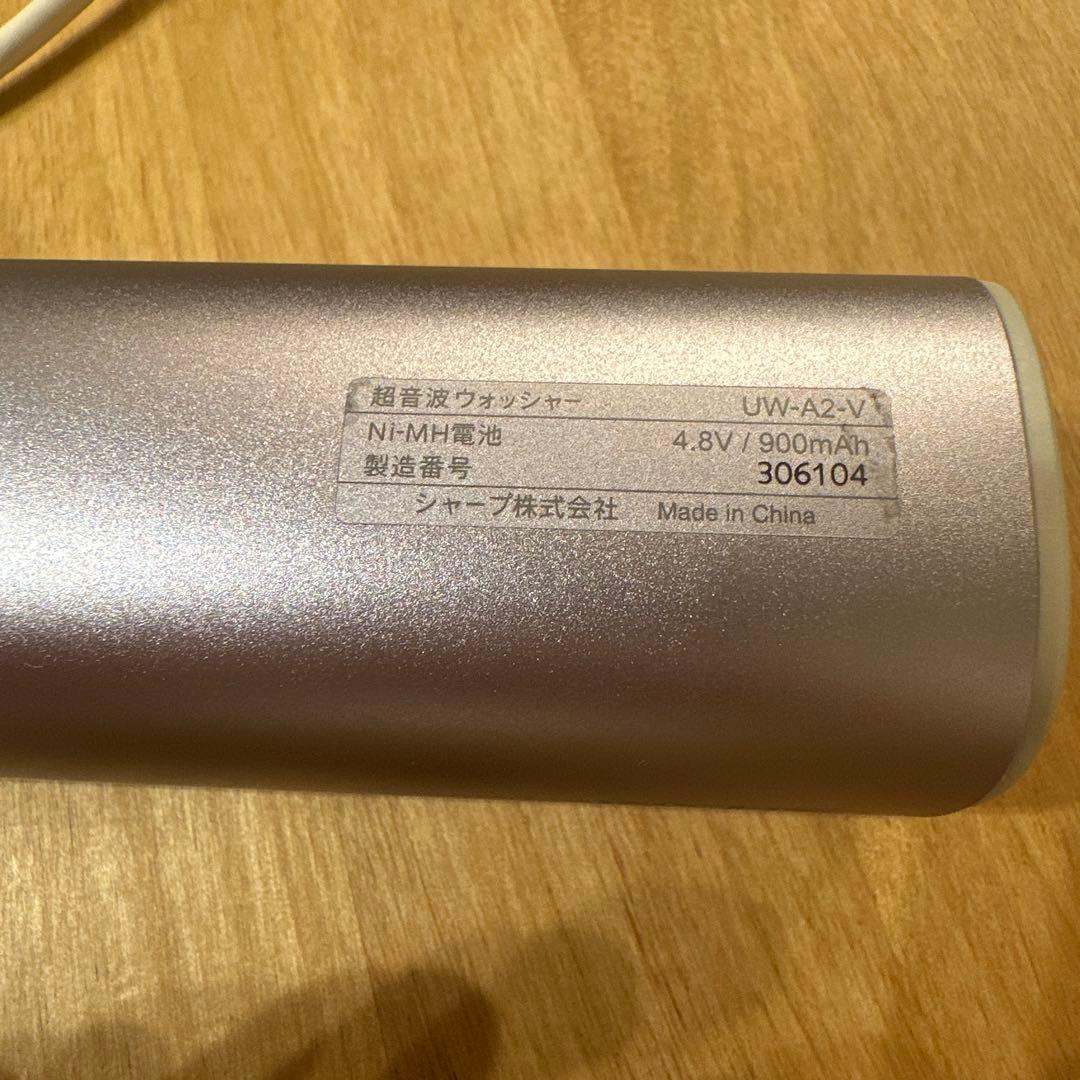 超音波ウォッシャー UW-A2-V
Ni-MH電池 4.8V / 900mAh
製造番号 306104
シャープ株式会社 Made in China